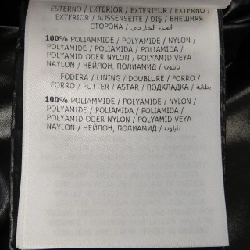 ESTERNO / EXTERIOR / EXTERIEUR / EXTERNO /
EXTERIOR / AUSSENSEITE / DIŞ / ВНЕШНЯЯ
СТОРОНА /
100% POLIAMMIDE / POLYAMIDE / NYLON /
POLYAMIDE / POLIAMIDA / POLIAMIDA /
POLYAMID ODER NYLON / POLYAMID VEYA
NAYLON / НЕЙЛОН, ПОЛИАМИД /
FODERA / LINING / DOUBLURE / FORRO /
FORRO / FUTTER / ASTAR / ПОДКЛАДКА / بطانة
100% POLIAMMIDE / POLYAMIDE / NYLON /
POLYAMIDE / POLIAMIDA / POLIAMIDA /
POLYAMID ODER NYLON / POLYAMID VEYA
NAYLON / НЕЙЛОН, ПОЛИАМИД /